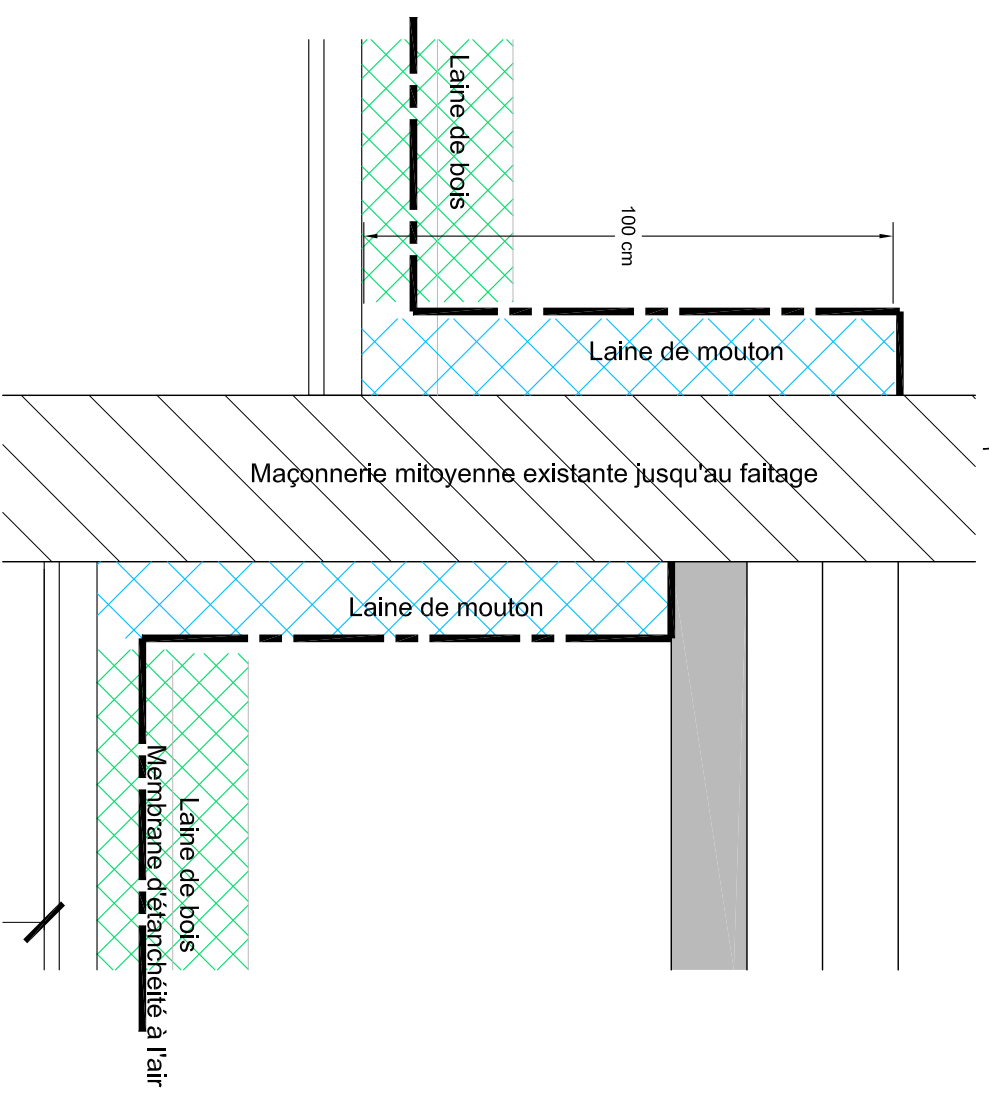 Laine de bois
100 cm
Laine de mouton
Maçonnerie mitoyenne existante jusqu'au faitage
Laine de mouton
Laine de bois
Membrane d'étanchéité à l'air